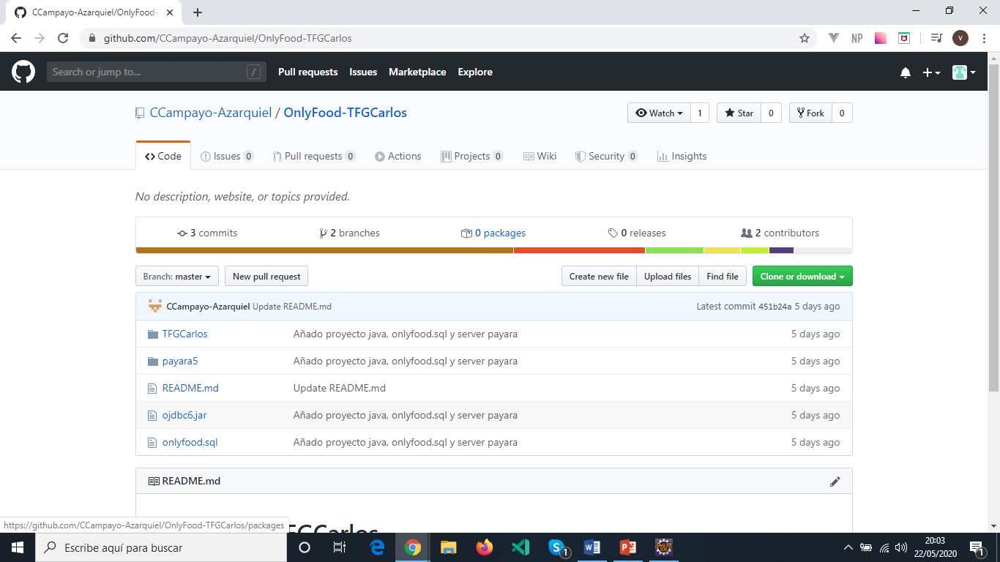 CCampayo-Azarquiel/OnlyFood-
github.com/CCampayo-Azarquiel/OnlyFood-TFGCarlos
NP
V
Search or jump to...
/
Pull requests
Issues
Marketplace
Explore
CCampayo-Azarquiel / OnlyFood-TFGCarlos
Watch 1
Star 0
Fork 0
Code
Issues 0
Pull requests 0
Actions
Projects 0
Wiki
Security 0
Insights
No description, website, or topics provided.
3 commits
2 branches
0 packages
0 releases
2 contributors
Branch: master
New pull request
Create new file
Upload files
Find file
Clone or download
CCampayo-Azarquiel Update README.md
Latest commit 451b24a 5 days ago
TFGCarlos Añado proyecto java, onlyfood.sql y server payara 5 days ago
payara5 Añado proyecto java, onlyfood.sql y server payara 5 days ago
README.md Update README.md 5 days ago
ojdbc6.jar Añado proyecto java, onlyfood.sql y server payara 5 days ago
onlyfood.sql Añado proyecto java, onlyfood.sql y server payara 5 days ago
README.md
https://github.com/CCampayo-Azarquiel/OnlyFood-TFGCarlos/packages
Escribe aquí para buscar
1
20:03
22/05/2020
1